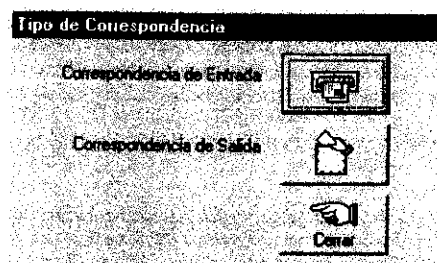 Tipo de Correspondencia
Correspondencia de Entrada
Correspondencia de Salida
Cerrar